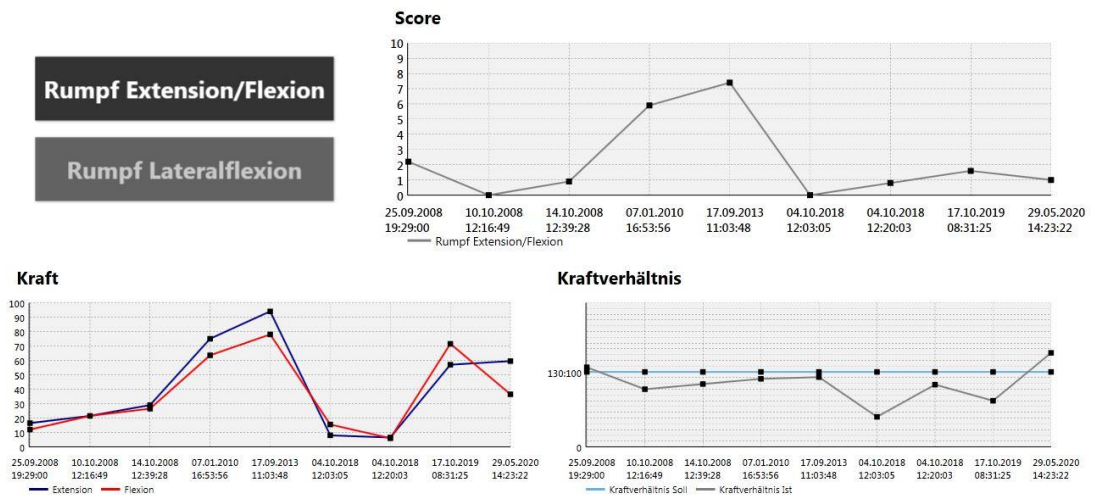 Score
Rumpf Extension/Flexion
Rumpf Lateralflexion
10
9
8
7
6
5
4
3
2
1
0
25.09.2008 10.10.2008 14.10.2008 07.01.2010 17.09.2013 04.10.2018 04.10.2018 17.10.2019 29.05.2020
19:29:00 12:16:49 12:39:28 16:53:56 11:03:48 12:03:05 12:20:03 08:31:25 14:23:22
Rumpf Extension/Flexion
Kraft
100
90
80
70
60
50
40
30
20
10
0
25.09.2008 10.10.2008 14.10.2008 07.01.2010 17.09.2013 04.10.2018 04.10.2018 17.10.2019 29.05.2020
19:29:00 12:16:49 12:39:28 16:53:56 11:03:48 12:03:05 12:20:03 08:31:25 14:23:22
Extension Flexion
Kraftverhältnis
130:100
0
25.09.2008 10.10.2008 14.10.2008 07.01.2010 17.09.2013 04.10.2018 04.10.2018 17.10.2019 29.05.2020
19:29:00 12:16:49 12:39:28 16:53:56 11:03:48 12:03:05 12:20:03 08:31:25 14:23:22
Kraftverhältnis Soll Kraftverhältnis Ist